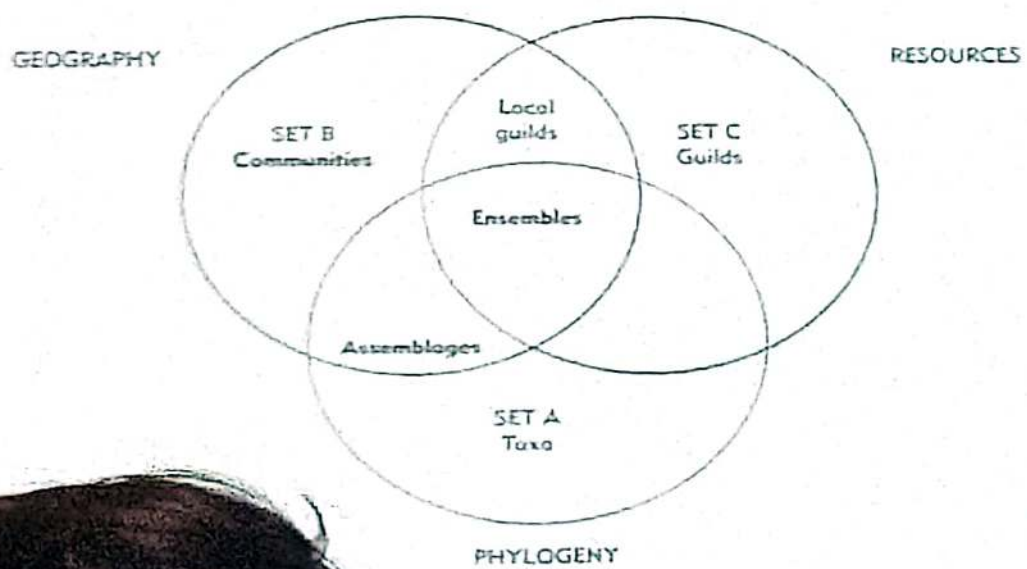 GEOGRAPHY
RESOURCES
Local
guilds
SET B
Communities
SET C
Guilds
Ensembles
Assemblages
SET A
Taxa
PHYLOGENY